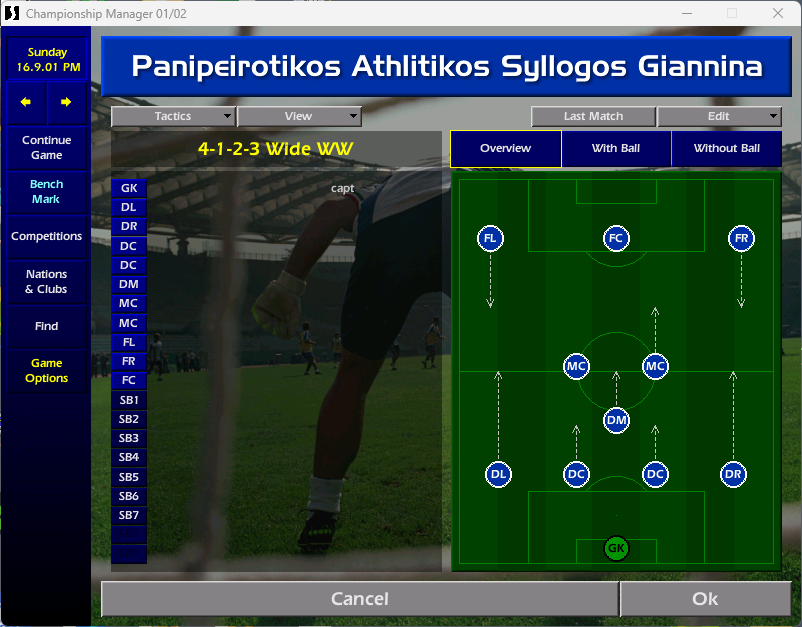 Championship Manager 01/02
Sunday
16.9.01 PM
Panipeirotikos Athlitikos Syllogos Giannina
Continue
Game
Bench
Mark
Competitions
Nations
& Clubs
Find
Game
Options
Tactics
View
Last Match
Edit
4-1-2-3 Wide WW
Overview
With Ball
Without Ball
GK
capt
DL
DR
DC
DC
DM
MC
MC
FL
FR
FC
SB1
SB2
SB3
SB4
SB5
SB6
SB7
FL
FC
FR
MC
MC
DM
DL
DC
DC
DR
GK
Cancel
Ok